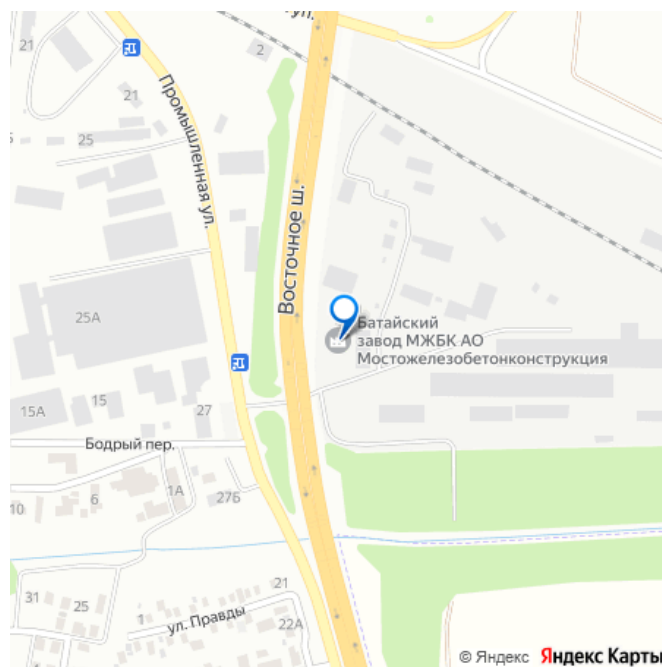 ул.
21
2
21
25
Промышленная ул.
Восточное ш.
25А
Батайский
завод МЖБК АО
Мостожелезобетонконструкция
15
15А
27
Бодрый пер.
1А
6
27Б
10
21
31
25
1
ул. Правды
22А
© Яндекс Яндекс Карты